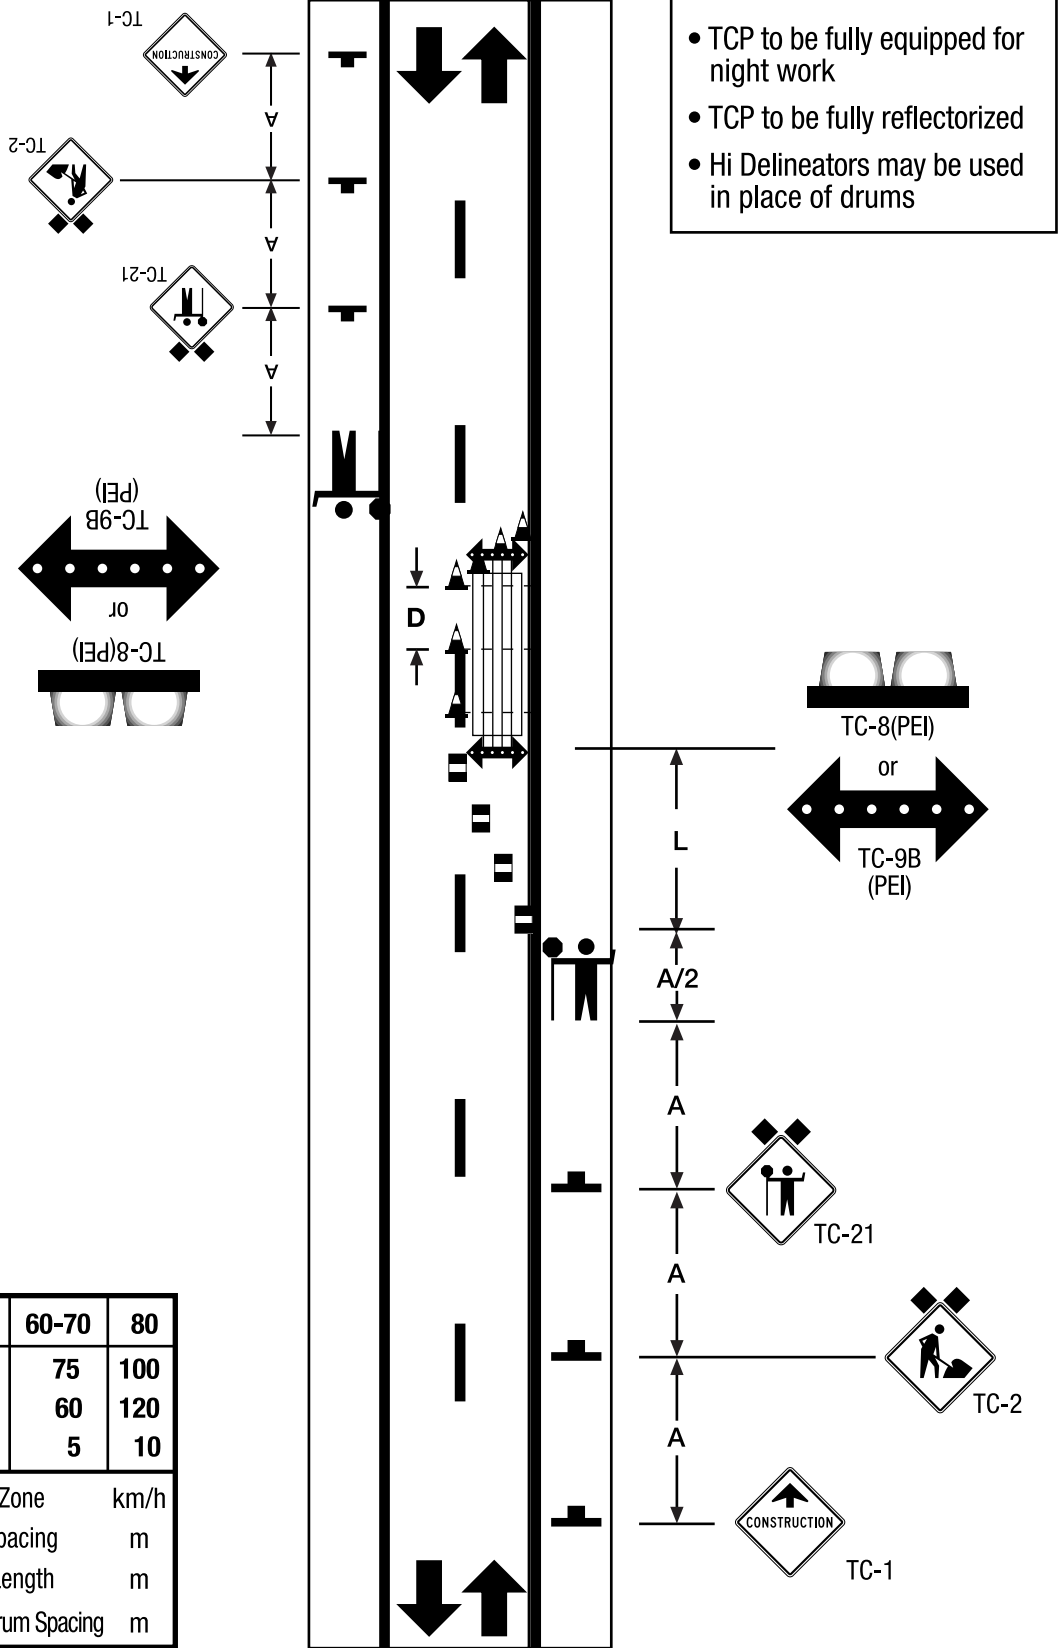 • TCP to be fully equipped for
night work
• TCP to be fully reflectorized
• Hi Delineators may be used
in place of drums
TC-1
CONSTRUCTION
A
TC-2
A
TC-21
A
TC-9B
(PEI)
or
TC-8(PEI)
D
TC-8(PEI)
or
TC-9B
(PEI)
L
A/2
A
TC-21
A
TC-2
A
CONSTRUCTION
TC-1
60-70 80
75 100
60 120
5 10
Zone km/h
m
m
Spacing m